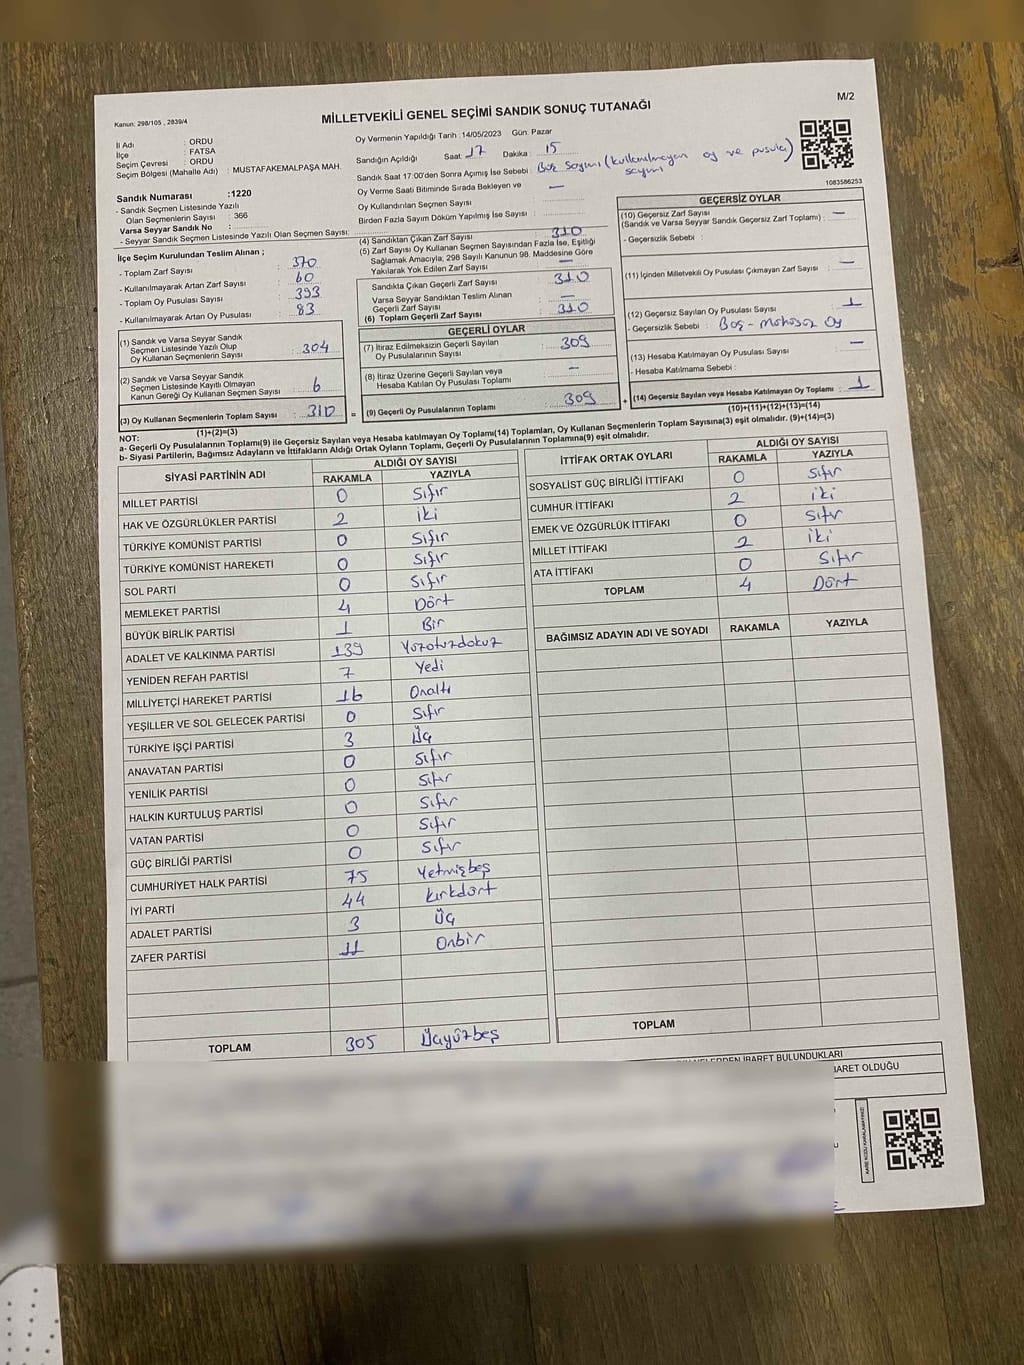 Kanun: 298/105 , 2839/4
MİLLETVEKİLİ GENEL SEÇİMİ SANDIK SONUÇ TUTANAĞI
M/2
İl Adı : ORDU
İlçe : FATSA
Seçim Çevresi : ORDU
Seçim Bölgesi (Mahalle Adı) : MUSTAFAKEMALPAŞA MAH.
Oy Vermenin Yapıldığı Tarih :14/05/2023 Gün: Pazar
Sandığın Açıldığı Saat: 17 Dakika : 15
Sandık Saat 17:00'den Sonra Açımış İse Sebebi : Boş Sayımı (kullanılmayan oy ve pusula) sayımı
Oy Verme Saati Bitiminde Sırada Bekleyen ve
Oy Kullandırılan Seçmen Sayısı : —
Birden Fazla Sayım Döküm Yapılmış İse Sayısı :
1083586253
Sandık Numarası :1220
- Sandık Seçmen Listesinde Yazılı
Olan Seçmenlerin Sayısı : 366
Varsa Seyyar Sandık No :
- Seyyar Sandık Seçmen Listesinde Yazılı Olan Seçmen Sayısı:
İlçe Seçim Kurulundan Teslim Alınan ;
- Toplam Zarf Sayısı : 370
- Kullanılmayarak Artan Zarf Sayısı : 60
- Toplam Oy Pusulası Sayısı : 393
- Kullanılmayarak Artan Oy Pusulası : 83
(1) Sandık ve Varsa Seyyar Sandık
Seçmen Listesinde Yazılı Olup
Oy Kullanan Seçmenlerin Sayısı : 304
(2) Sandık ve Varsa Seyyar Sandık
Seçmen Listesinde Kayıtlı Olmayan
Kanun Gereği Oy Kullanan Seçmen Sayısı : 6
(3) Oy Kullanan Seçmenlerin Toplam Sayısı : 310
(1)+(2)=(3)
(4) Sandıktan Çıkan Zarf Sayısı : 310
(5) Zarf Sayısı Oy Kullanan Seçmen Sayısından Fazla İse, Eşitliği
Sağlamak Amacıyla; 298 Sayılı Kanunun 98. Maddesine Göre
Yakılarak Yok Edilen Zarf Sayısı : —
Sandıkta Çıkan Geçerli Zarf Sayısı : 310
Varsa Seyyar Sandıktan Teslim Alınan
Geçerli Zarf Sayısı : —
(6) Toplam Geçerli Zarf Sayısı : 310
GEÇERLİ OYLAR
(7) İtiraz Edilmeksizin Geçerli Sayılan
Oy Pusulalarının Sayısı : 309
(8) İtiraz Üzerine Geçerli Sayılan veya
Hesaba Katılan Oy Pusulası Toplamı : —
= (9) Geçerli Oy Pusulalarının Toplamı : 309
GEÇERSİZ OYLAR
(10) Geçersiz Zarf Sayısı
(Sandık ve Varsa Seyyar Sandık Geçersiz Zarf Toplamı) : —
- Geçersizlik Sebebi :
(11) İçinden Milletvekili Oy Pusulası Çıkmayan Zarf Sayısı : —
(12) Geçersiz Sayılan Oy Pusulası Sayısı : 1
- Geçersizlik Sebebi : Boş - Mühürsüz Oy
(13) Hesaba Katılmayan Oy Pusulası Sayısı : —
- Hesaba Katılmama Sebebi :
+ (14) Geçersiz Sayılan veya Hesaba Katılmayan Oy Toplamı : 1
(10)+(11)+(12)+(13)=(14)
NOT:
a- Geçerli Oy Pusulalarının Toplamı(9) ile Geçersiz Sayılan veya Hesaba katılmayan Oy Toplamı(14) Toplamları, Oy Kullanan Seçmenlerin Toplam Sayısına(3) eşit olmalıdır. (9)+(14)=(3)
b- Siyasi Partilerin, Bağımsız Adayların ve İttifakların Aldığı Ortak Oyların Toplamı, Geçerli Oy Pusulalarının Toplamına(9) eşit olmalıdır.
SİYASİ PARTİNİN ADI ALDIĞI OY SAYISI
RAKAMLA YAZIYLA
MİLLET PARTİSİ 0 Sıfır
HAK VE ÖZGÜRLÜKLER PARTİSİ 2 iki
TÜRKİYE KOMÜNİST PARTİSİ 0 Sıfır
TÜRKİYE KOMÜNİST HAREKETİ 0 Sıfır
SOL PARTİ 0 Sıfır
MEMLEKET PARTİSİ 4 Dört
BÜYÜK BİRLİK PARTİSİ 1 Bir
ADALET VE KALKINMA PARTİSİ 139 Yüzotuzdokuz
YENİDEN REFAH PARTİSİ 7 Yedi
MİLLİYETÇİ HAREKET PARTİSİ 16 Onaltı
YEŞİLLER VE SOL GELECEK PARTİSİ 0 Sıfır
TÜRKİYE İŞÇİ PARTİSİ 3 Üç
ANAVATAN PARTİSİ 0 Sıfır
YENİLİK PARTİSİ 0 Sıfır
HALKIN KURTULUŞ PARTİSİ 0 Sıfır
VATAN PARTİSİ 0 Sıfır
GÜÇ BİRLİĞİ PARTİSİ 0 Sıfır
CUMHURİYET HALK PARTİSİ 75 Yetmişbeş
İYİ PARTİ 44 Kırkdört
ADALET PARTİSİ 3 Üç
ZAFER PARTİSİ 11 Onbir
TOPLAM 305 Üçyüzbeş
İTTİFAK ORTAK OYLARI ALDIĞI OY SAYISI
RAKAMLA YAZIYLA
SOSYALİST GÜÇ BİRLİĞİ İTTİFAKI 0 Sıfır
CUMHUR İTTİFAKI 2 iki
EMEK VE ÖZGÜRLÜK İTTİFAKI 0 Sıfır
MİLLET İTTİFAKI 2 iki
ATA İTTİFAKI 0 Sıfır
TOPLAM 4 Dört
BAĞIMSIZ ADAYIN ADI VE SOYADI RAKAMLA YAZIYLA
TOPLAM
İBARET BULUNDUKLARI
BARET OLDUĞU